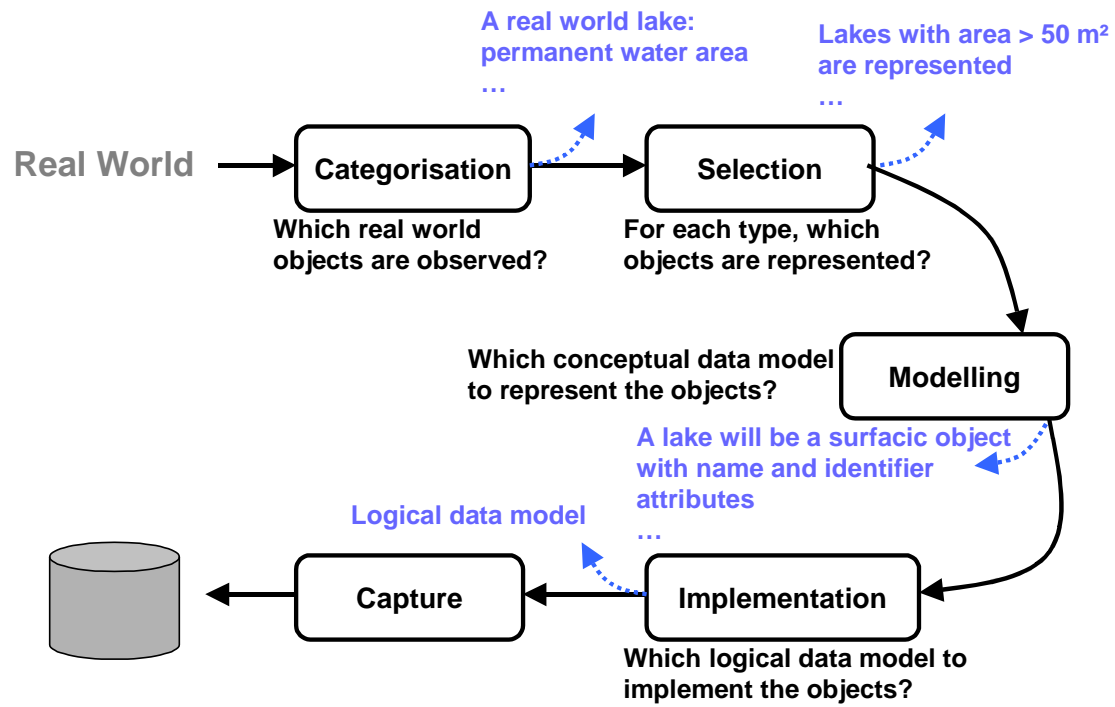 A real world lake:
permanent water area
…
Lakes with area > 50 m²
are represented
…
Real World
Categorisation
Selection
Which real world
objects are observed?
For each type, which
objects are represented?
Which conceptual data model
to represent the objects?
Modelling
A lake will be a surfacic object
with name and identifier
attributes
…
Logical data model
Capture
Implementation
Which logical data model to
implement the objects?